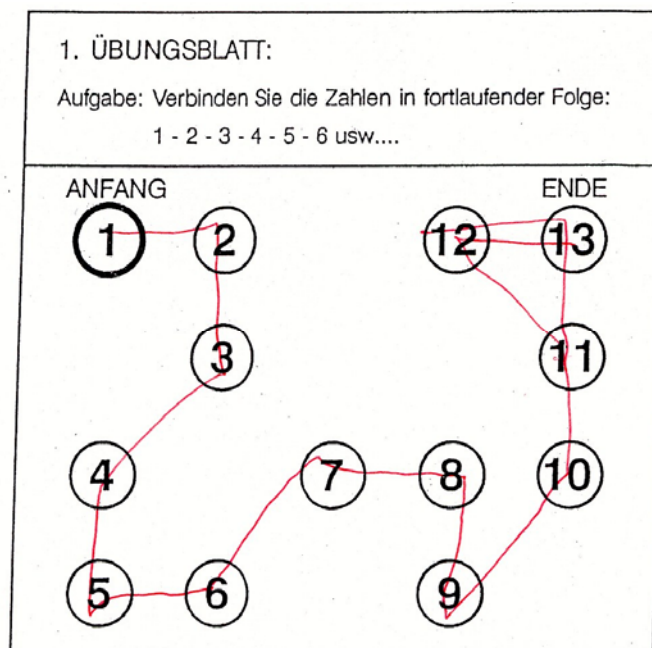 1. ÜBUNGSBLATT:
Aufgabe: Verbinden Sie die Zahlen in fortlaufender Folge:
1 - 2 - 3 - 4 - 5 - 6 usw....
ANFANG ENDE
1 2 12 13
3 11
4 7 8 10
5 6 9